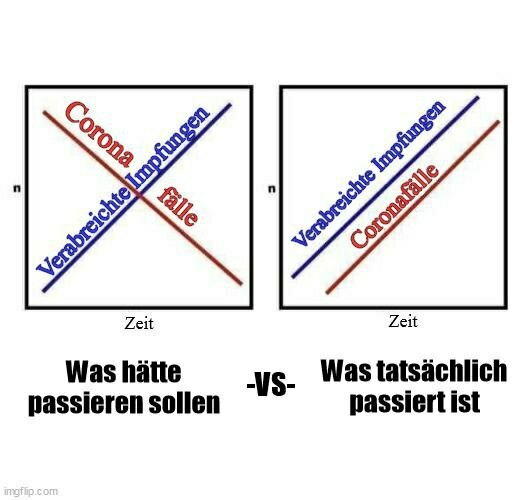 Corona
fälle
Verabreichte Impfungen
n
Zeit
Verabreichte Impfungen
Coronafälle
n
Zeit
Was hätte
passieren sollen
-VS-
Was tatsächlich
passiert ist
imgflip.com